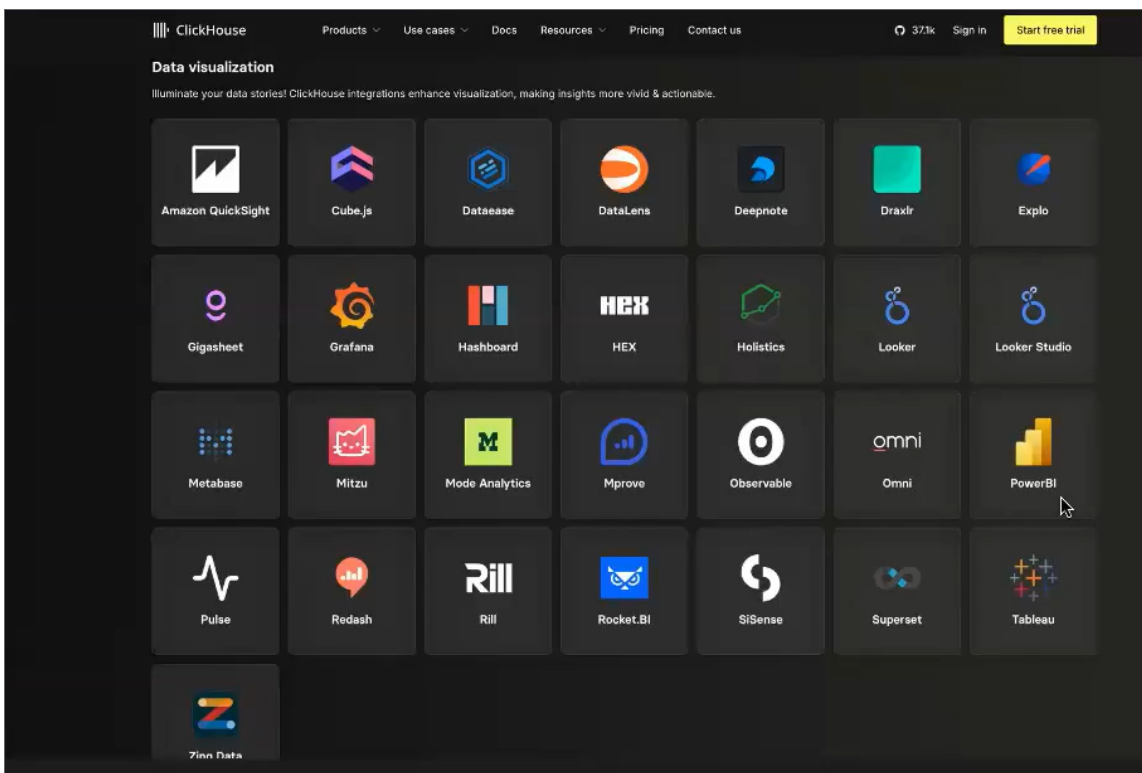 ClickHouse Products Use cases Docs Resources Pricing Contact us 37.1k Sign in Start free trial
Data visualization
Illuminate your data stories! ClickHouse integrations enhance visualization, making insights more vivid & actionable.
Amazon QuickSight Cube.js Dataease DataLens Deepnote Draxlr Explo
HEX
Gigasheet Grafana Hashboard HEX Holistics Looker Looker Studio
M omni
Metabase Mitzu Mode Analytics Mprove Observable Omni PowerBI
Rill
Pulse Redash Rill Rocket.BI SiSense Superset Tableau
Z
Zing Data